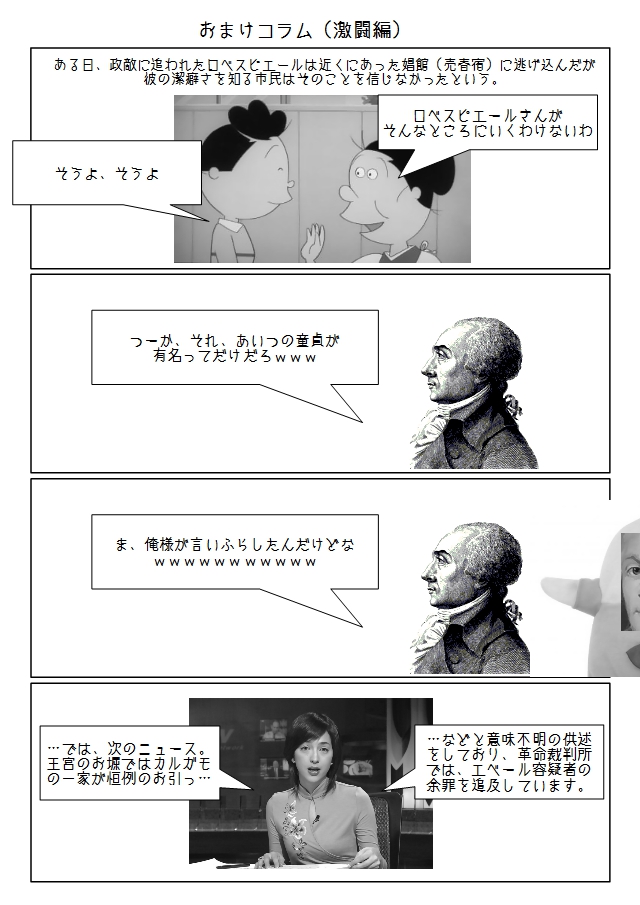 おまけコラム（激闘編）
ある日、政敵に追われたロベスピエールは近くにあった娼館（売春宿）に逃げ込んだが
彼の潔癖さを知る市民はそのことを信じなかったという。
ロベスピエールさんが
そんなところにいくわけないわ
そうよ、そうよ
つーか、それ、あいつの童貞が
有名ってだけだろｗｗｗ
ま、俺様が言いふらしたんだけどな
ｗｗｗｗｗｗｗｗｗｗｗ
…などと意味不明の供述
をしており、革命裁判所
では、エベール容疑者の
余罪を追及しています。
…では、次のニュース。
王宮のお堀ではカルガモ
の一家が恒例のお引っ…